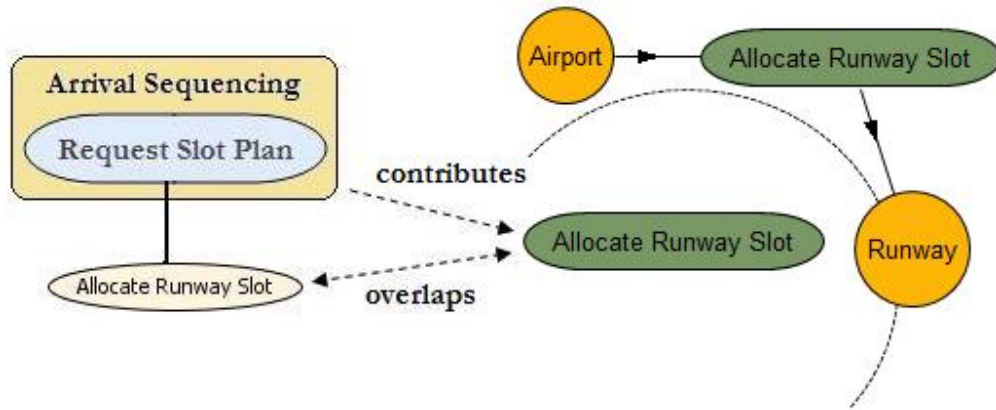 Airport
Allocate Runway Slot
Arrival Sequencing
Request Slot Plan
contributes
Allocate Runway Slot
Runway
Allocate Runway Slot
overlaps